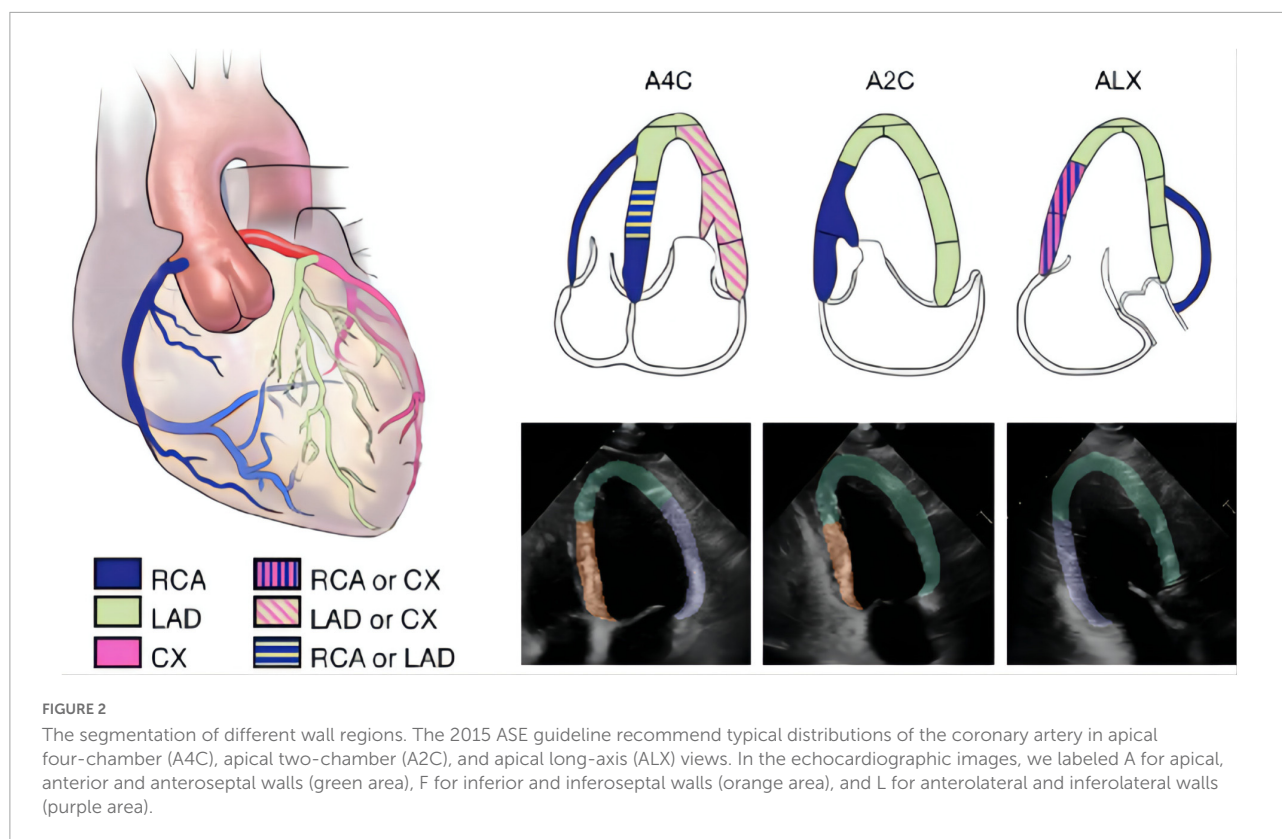 A4C
A2C
ALX
RCA
LAD
CX
RCA or CX
LAD or CX
RCA or LAD
FIGURE 2
The segmentation of different wall regions. The 2015 ASE guideline recommend typical distributions of the coronary artery in apical
four-chamber (A4C), apical two-chamber (A2C), and apical long-axis (ALX) views. In the echocardiographic images, we labeled A for apical,
anterior and anteroseptal walls (green area), F for inferior and inferoseptal walls (orange area), and L for anterolateral and inferolateral walls
(purple area).